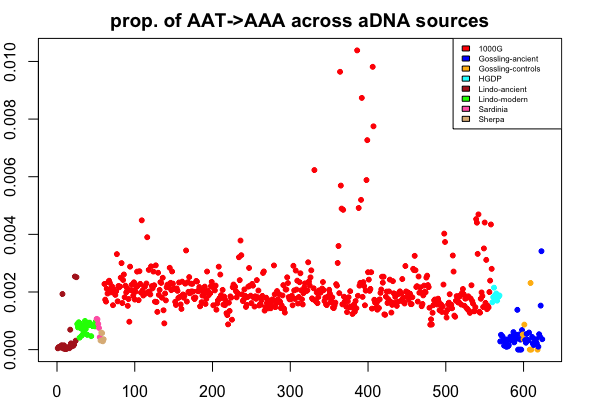 prop. of AAT->AAA across aDNA sources
0.010
0.008
0.006
0.004
0.002
0.000
1000G
Gossling-ancient
Gossling-controls
HGDP
Lindo-ancient
Lindo-modern
Sardinia
Sherpa
0 100 200 300 400 500 600